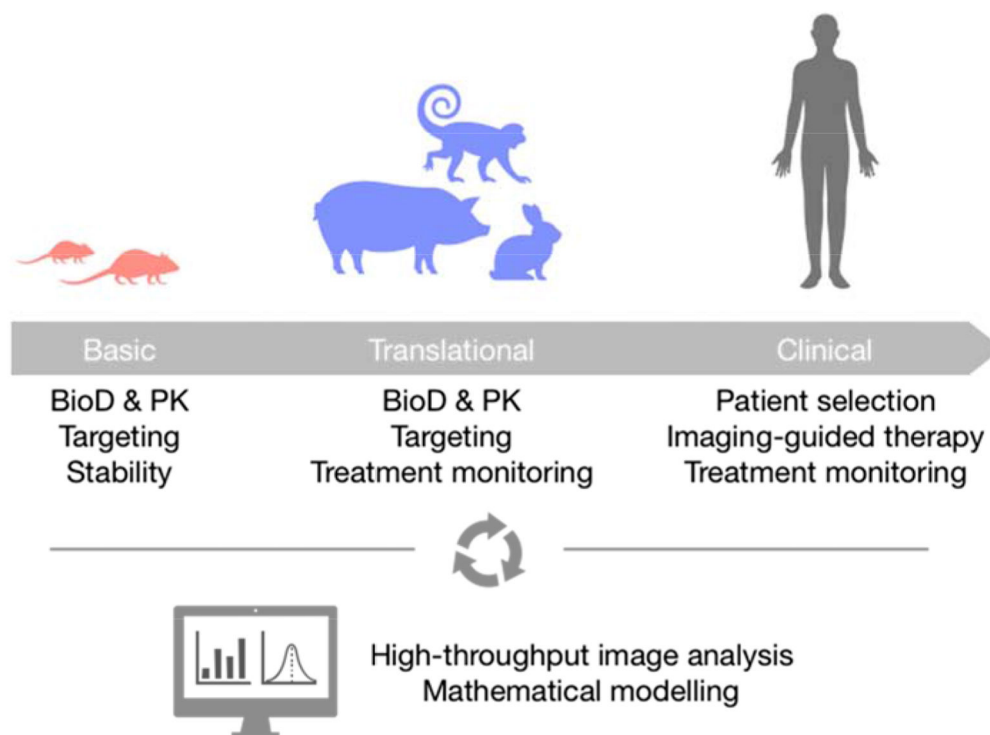 Basic
Translational
Clinical
BioD & PK
Targeting
Stability
BioD & PK
Targeting
Treatment monitoring
Patient selection
Imaging-guided therapy
Treatment monitoring
High-throughput image analysis
Mathematical modelling